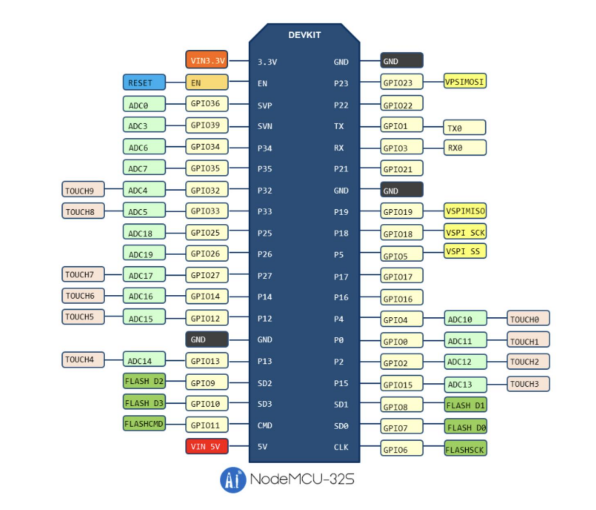 DEVKIT
VIN3.3V 3.3V GND GND
RESET EN EN P23 GPIO23 VPSIMOSI
ADC0 GPIO36 SVP P22 GPIO22
ADC3 GPIO39 SVN TX GPIO1 TX0
ADC6 GPIO34 P34 RX GPIO3 RX0
ADC7 GPIO35 P35 P21 GPIO21
TOUCH9 ADC4 GPIO32 P32 GND GND
TOUCH8 ADC5 GPIO33 P33 P19 GPIO19 VSPIMISO
ADC18 GPIO25 P25 P18 GPIO18 VSPI SCK
ADC19 GPIO26 P26 P5 GPIO5 VSPI SS
TOUCH7 ADC17 GPIO27 P27 P17 GPIO17
TOUCH6 ADC16 GPIO14 P14 P16 GPIO16
TOUCH5 ADC15 GPIO12 P12 P4 GPIO4 ADC10 TOUCH0
GND GND P0 GPIO0 ADC11 TOUCH1
TOUCH4 ADC14 GPIO13 P13 P2 GPIO2 ADC12 TOUCH2
FLASH D2 GPIO9 SD2 P15 GPIO15 ADC13 TOUCH3
FLASH D3 GPIO10 SD3 SD1 GPIO8 FLASH D1
FLASHCMD GPIO11 CMD SD0 GPIO7 FLASH D0
VIN 5V 5V CLK GPIO6 FLASHSCK
Ai NodeMCU-32S